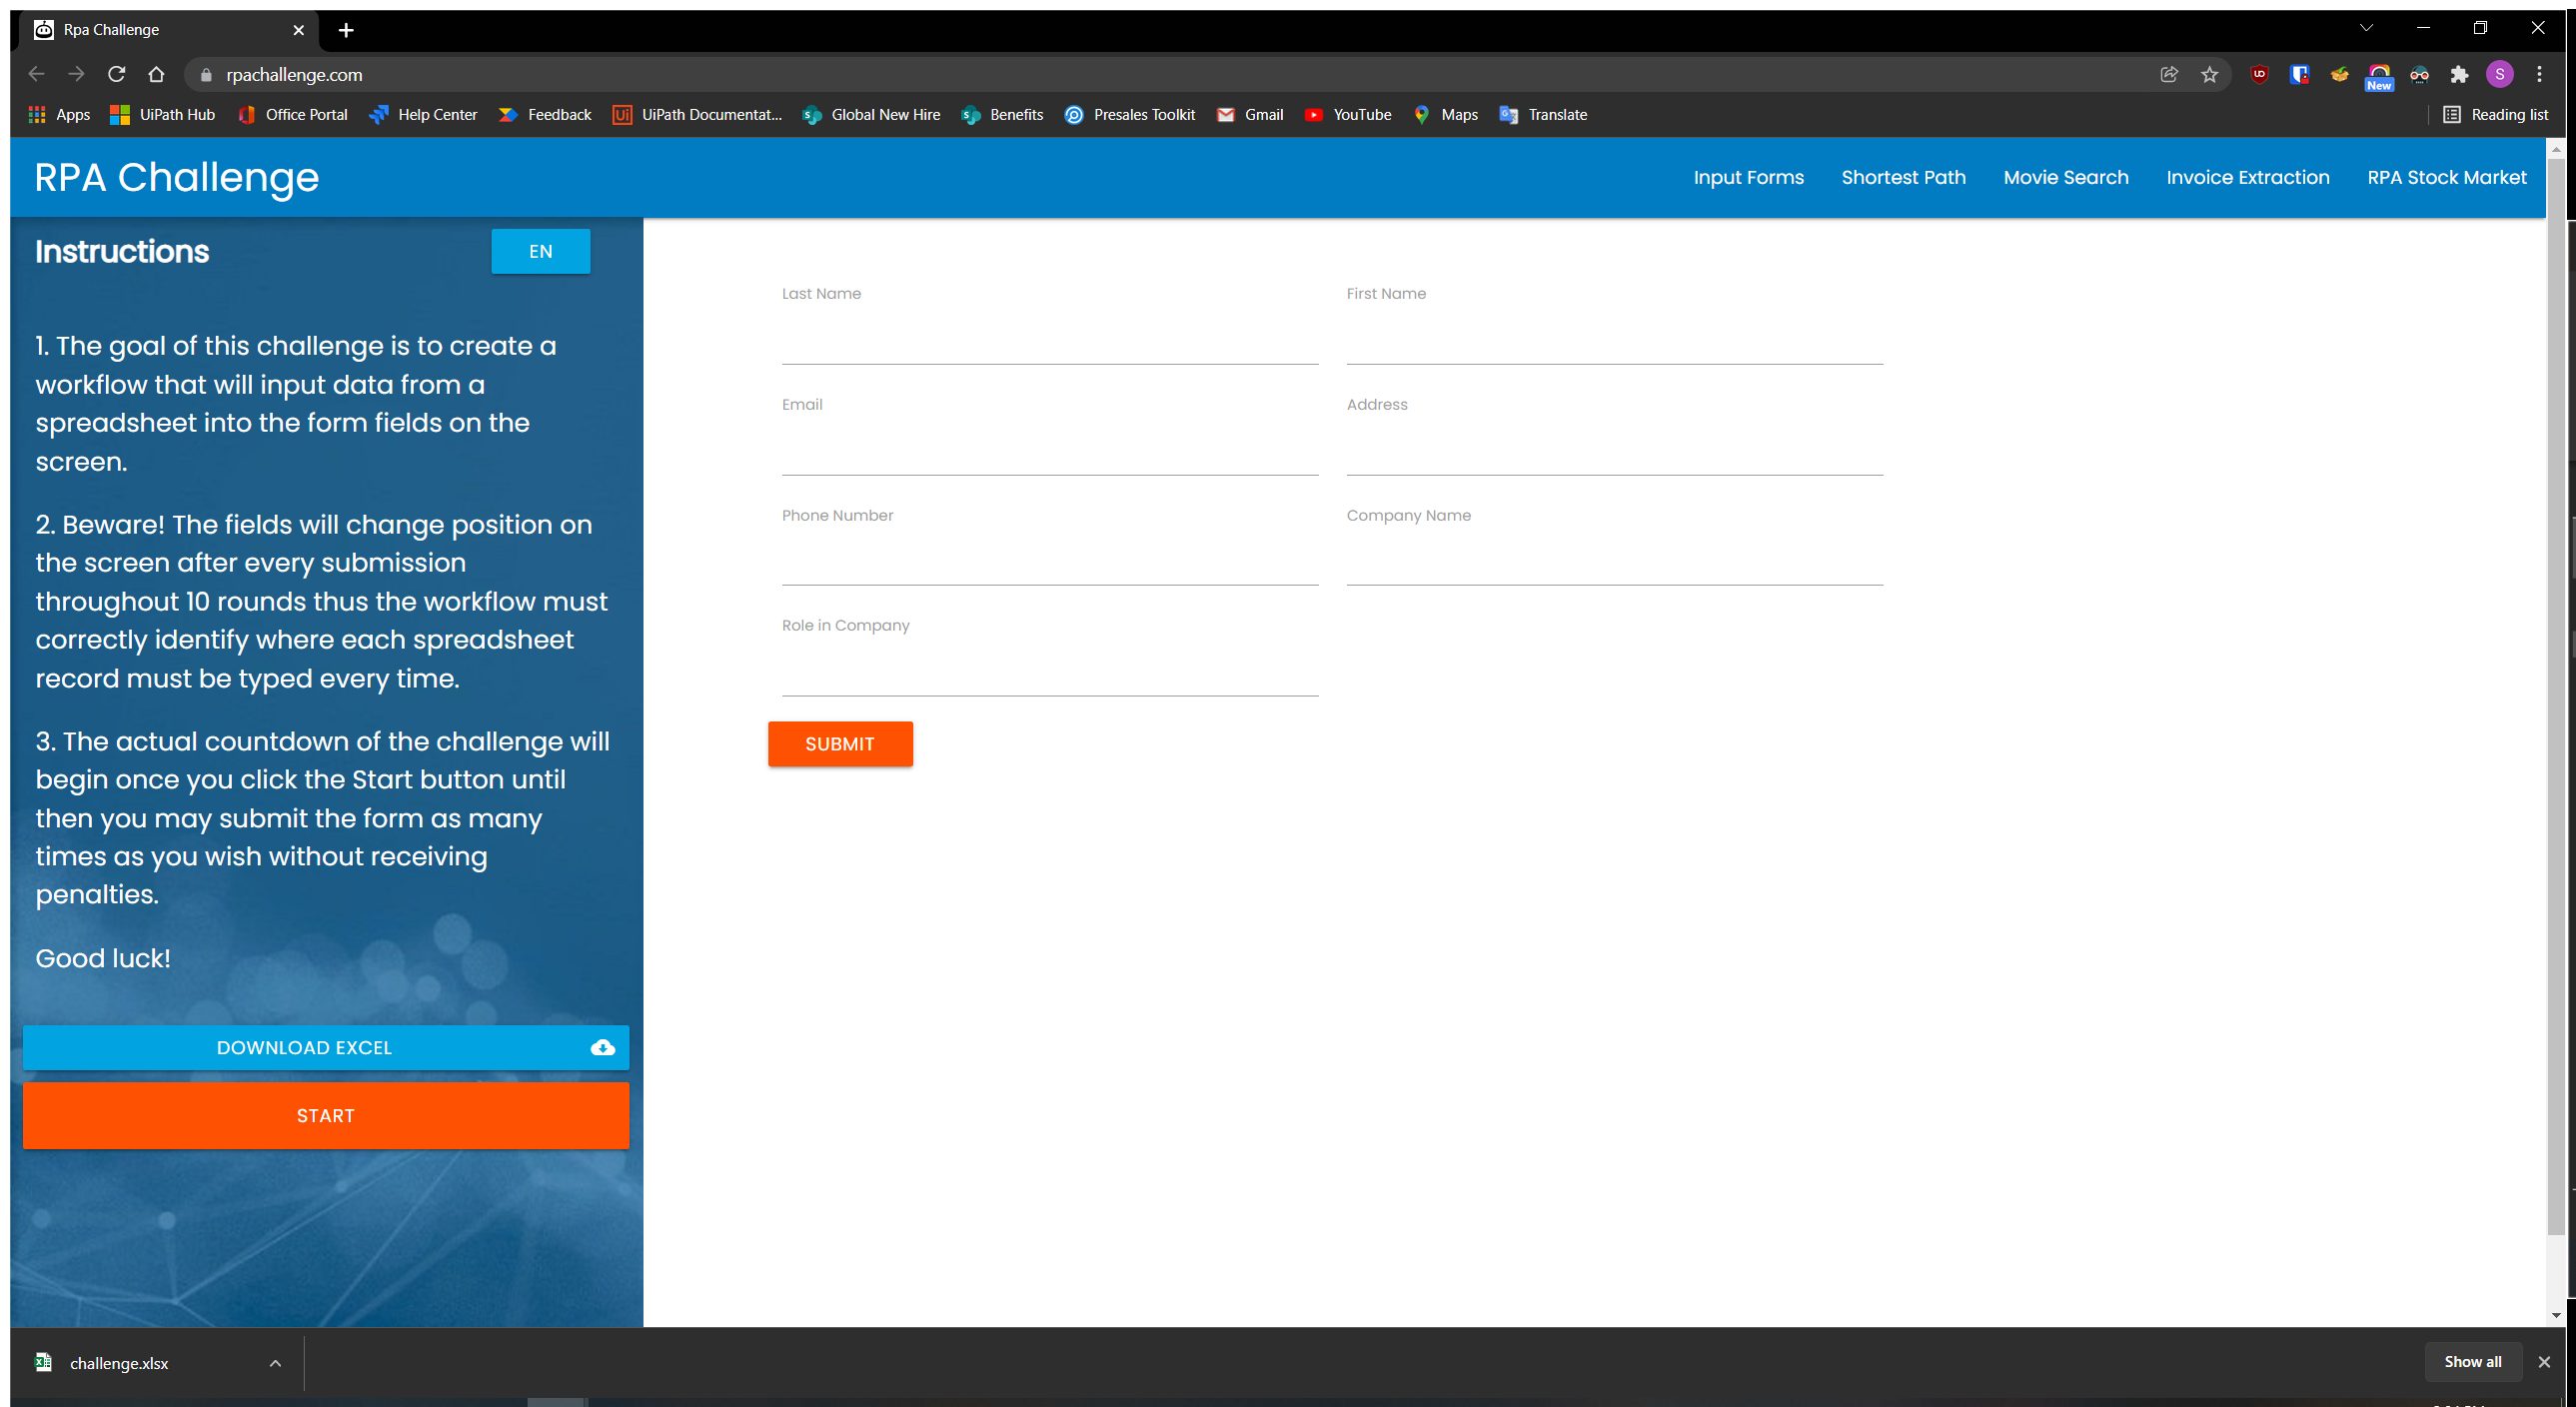 Rpa Challenge
rpachallenge.com
New
S
Apps UiPath Hub Office Portal Help Center Feedback UiPath Documentat... Global New Hire Benefits Presales Toolkit Gmail YouTube Maps Translate Reading list
RPA Challenge
Input Forms Shortest Path Movie Search Invoice Extraction RPA Stock Market
Instructions
EN
1. The goal of this challenge is to create a
workflow that will input data from a
spreadsheet into the form fields on the
screen.
2. Beware! The fields will change position on
the screen after every submission
throughout 10 rounds thus the workflow must
correctly identify where each spreadsheet
record must be typed every time.
3. The actual countdown of the challenge will
begin once you click the Start button until
then you may submit the form as many
times as you wish without receiving
penalties.
Good luck!
DOWNLOAD EXCEL
START
Last Name
First Name
Email
Address
Phone Number
Company Name
Role in Company
SUBMIT
challenge.xlsx
Show all